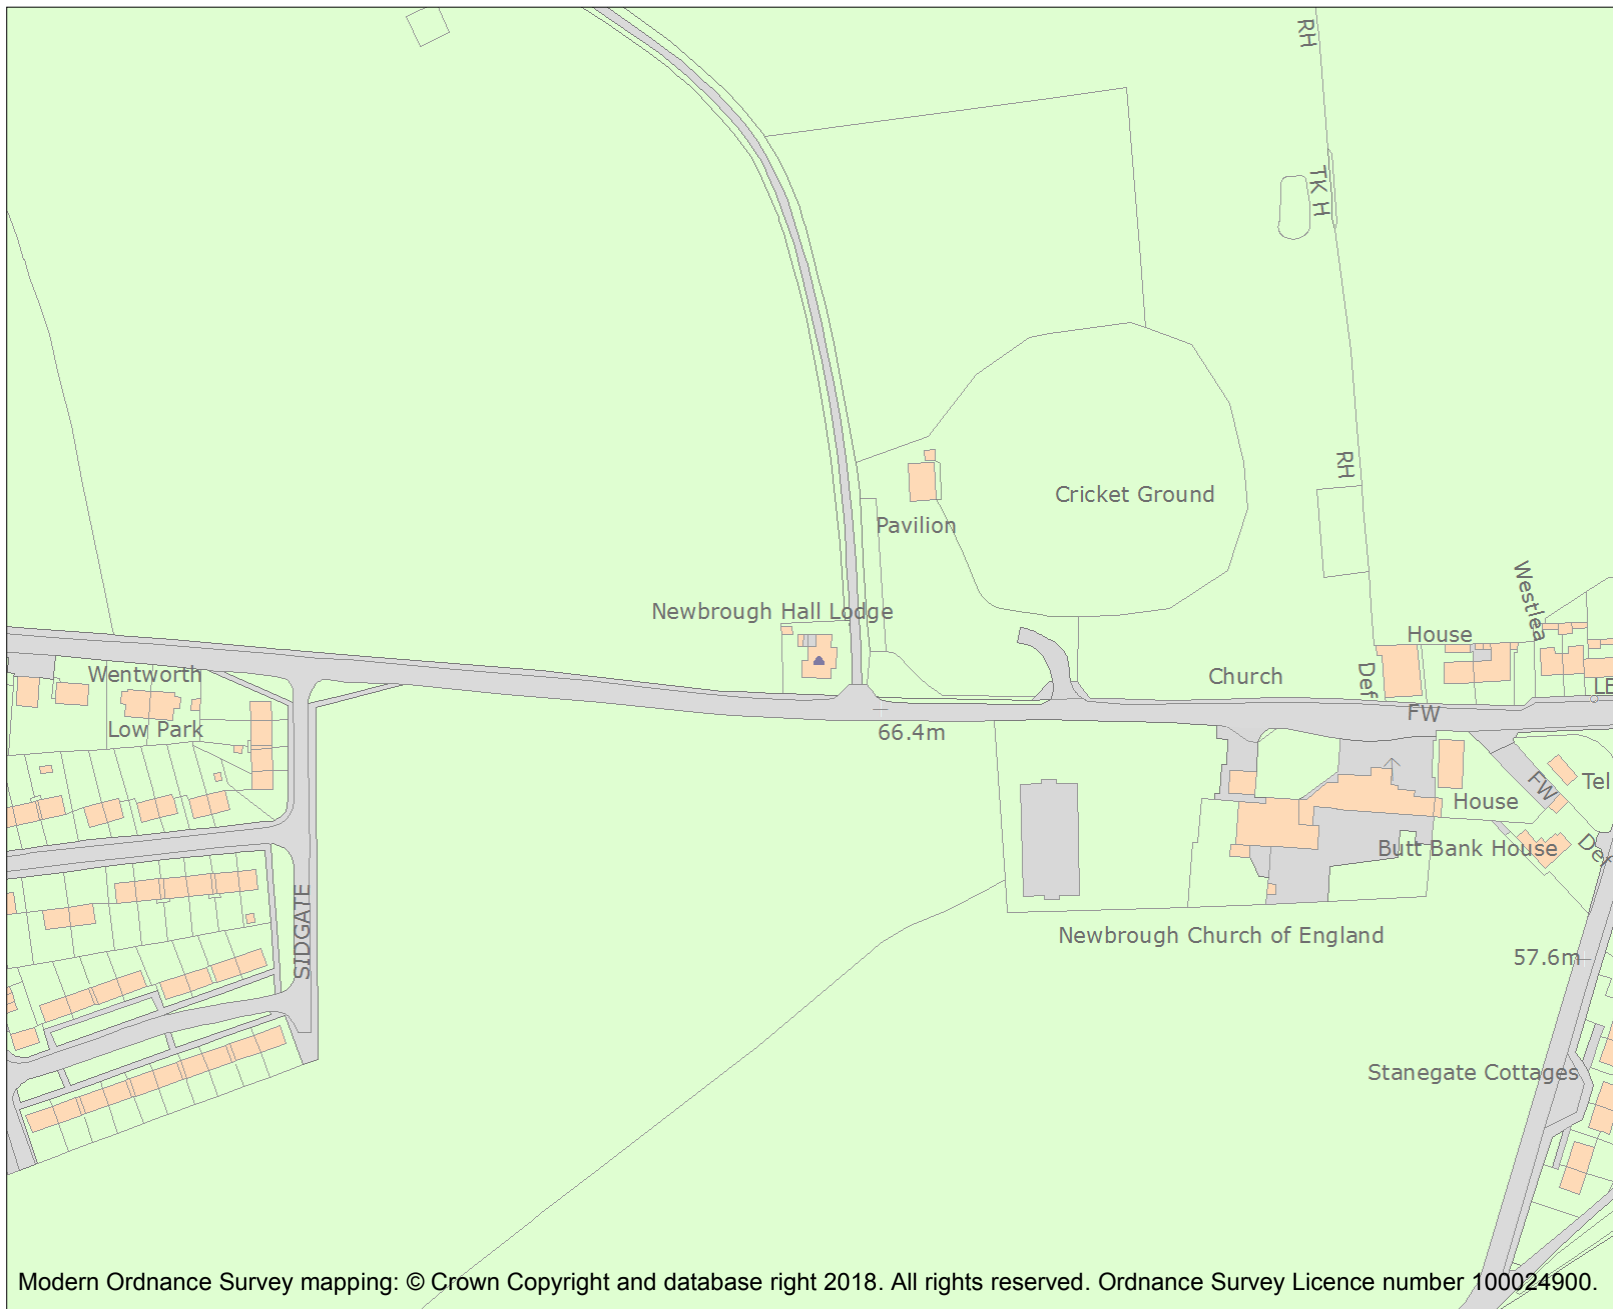 RH
TK H
RH
Cricket Ground
Pavilion
Westlea
Newbrough Hall Lodge
House
Wentworth
Church
Def
LB
Low Park
FW
66.4m
FW
Tel
House
Butt Bank House
Def
SIDGATE
Newbrough Church of England
57.6m
Stanegate Cottages
Modern Ordnance Survey mapping: © Crown Copyright and database right 2018. All rights reserved. Ordnance Survey Licence number 100024900.